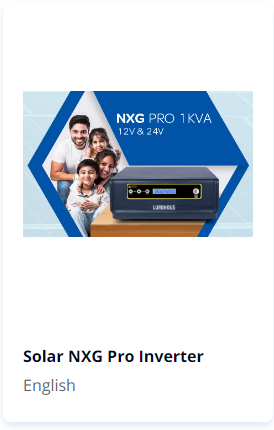 NXG PRO 1KVA
12V & 24V
LUMINOUS
Solar NXG Pro Inverter
English